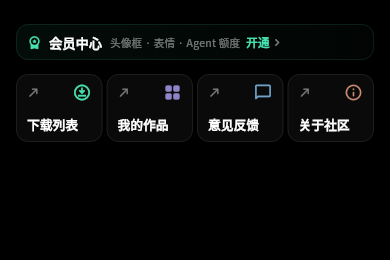 会员中心 头像框 · 表情 · Agent 额度 开通
下载列表 我的作品 意见反馈 关于社区